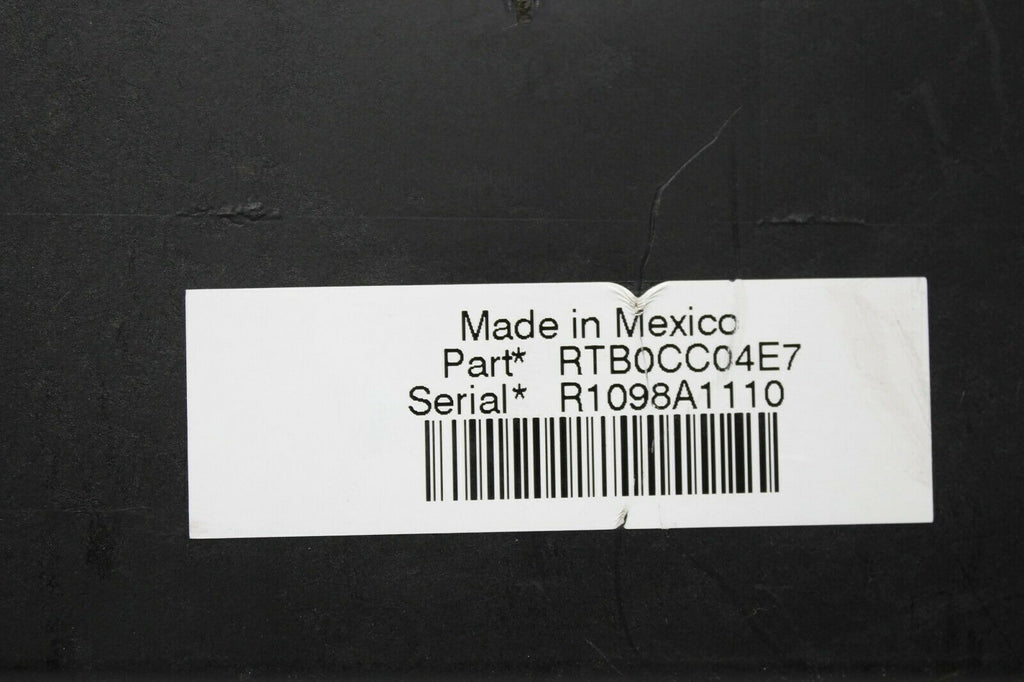 Made in Mexico
Part* RTB0CC04E7
Serial* R1098A1110